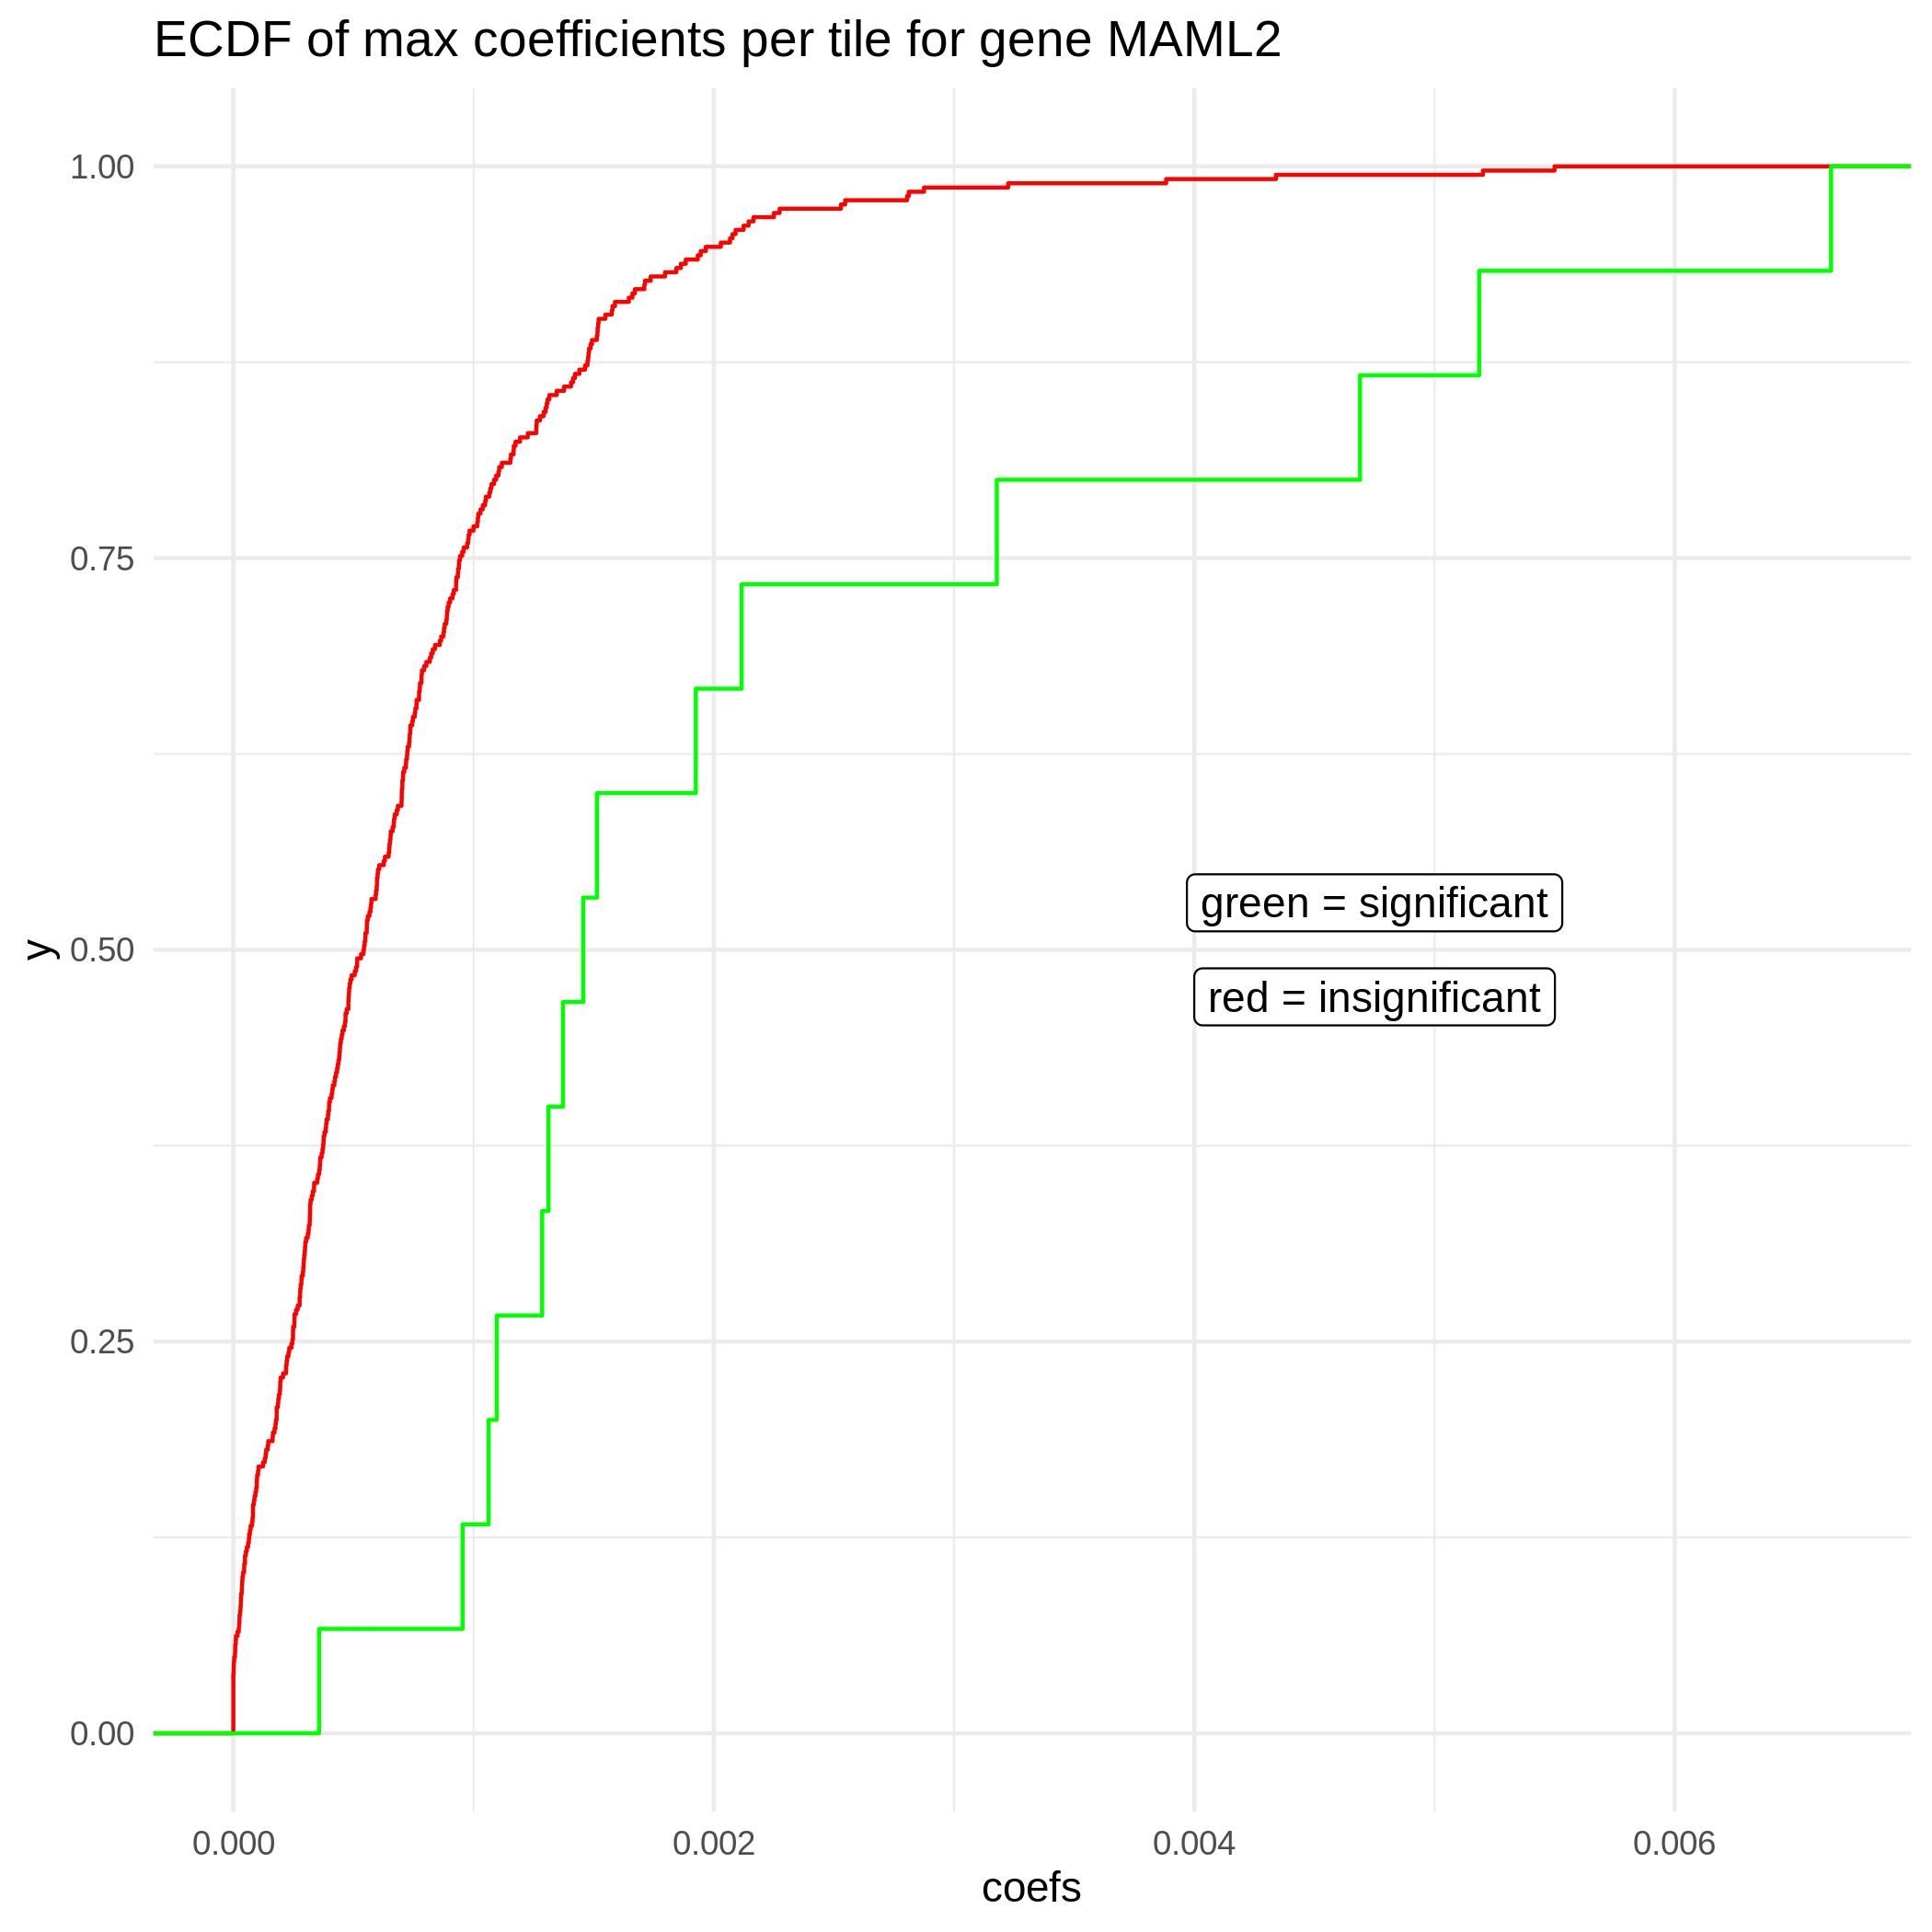 ECDF of max coefficients per tile for gene MAML2
1.00
0.75
0.50
0.25
0.00
y
green = significant
red = insignificant
0.000 0.002 0.004 0.006
coefs